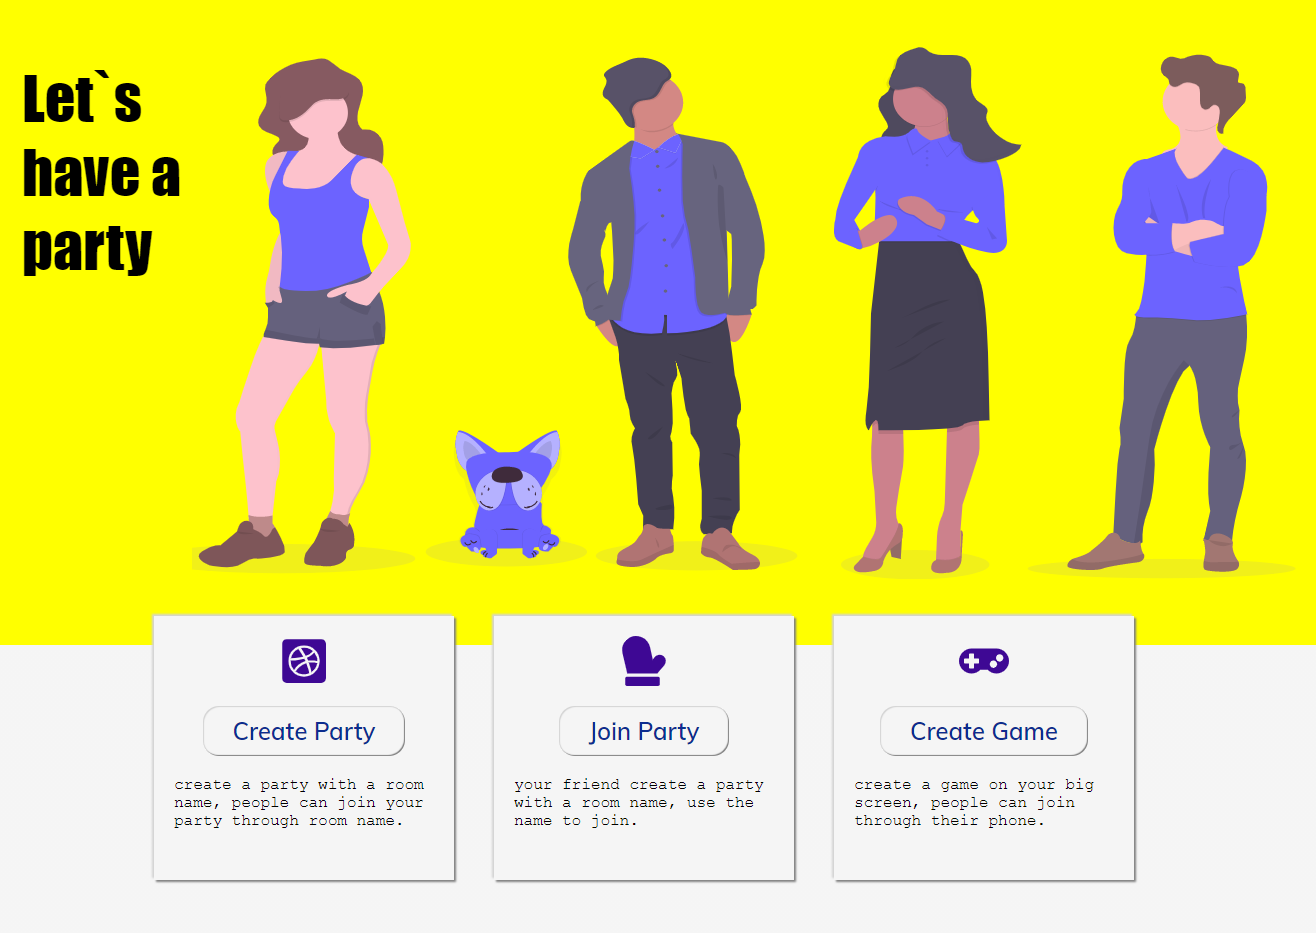 Let`s
have a
party
Create Party
create a party with a room
name, people can join your
party through room name.
Join Party
your friend create a party
with a room name, use the
name to join.
Create Game
create a game on your big
screen, people can join
through their phone.